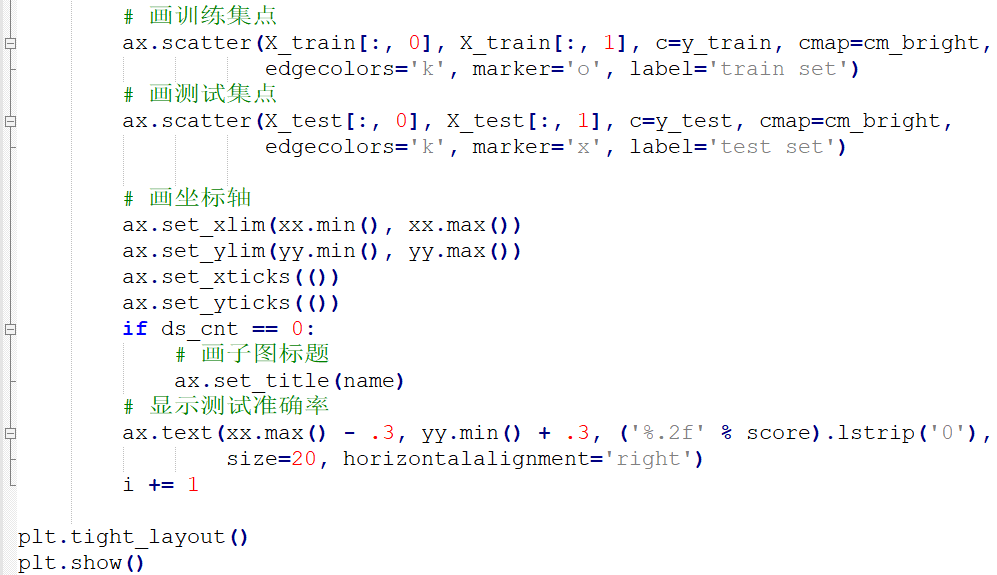 # 画训练集点
ax.scatter(X_train[:, 0], X_train[:, 1], c=y_train, cmap=cm_bright,
edgecolors='k', marker='o', label='train set')
# 画测试集点
ax.scatter(X_test[:, 0], X_test[:, 1], c=y_test, cmap=cm_bright,
edgecolors='k', marker='x', label='test set')
# 画坐标轴
ax.set_xlim(xx.min(), xx.max())
ax.set_ylim(yy.min(), yy.max())
ax.set_xticks(())
ax.set_yticks(())
if ds_cnt == 0:
# 画子图标题
ax.set_title(name)
# 显示测试准确率
ax.text(xx.max() - .3, yy.min() + .3, ('%.2f' % score).lstrip('0'),
size=20, horizontalalignment='right')
i += 1
plt.tight_layout()
plt.show()